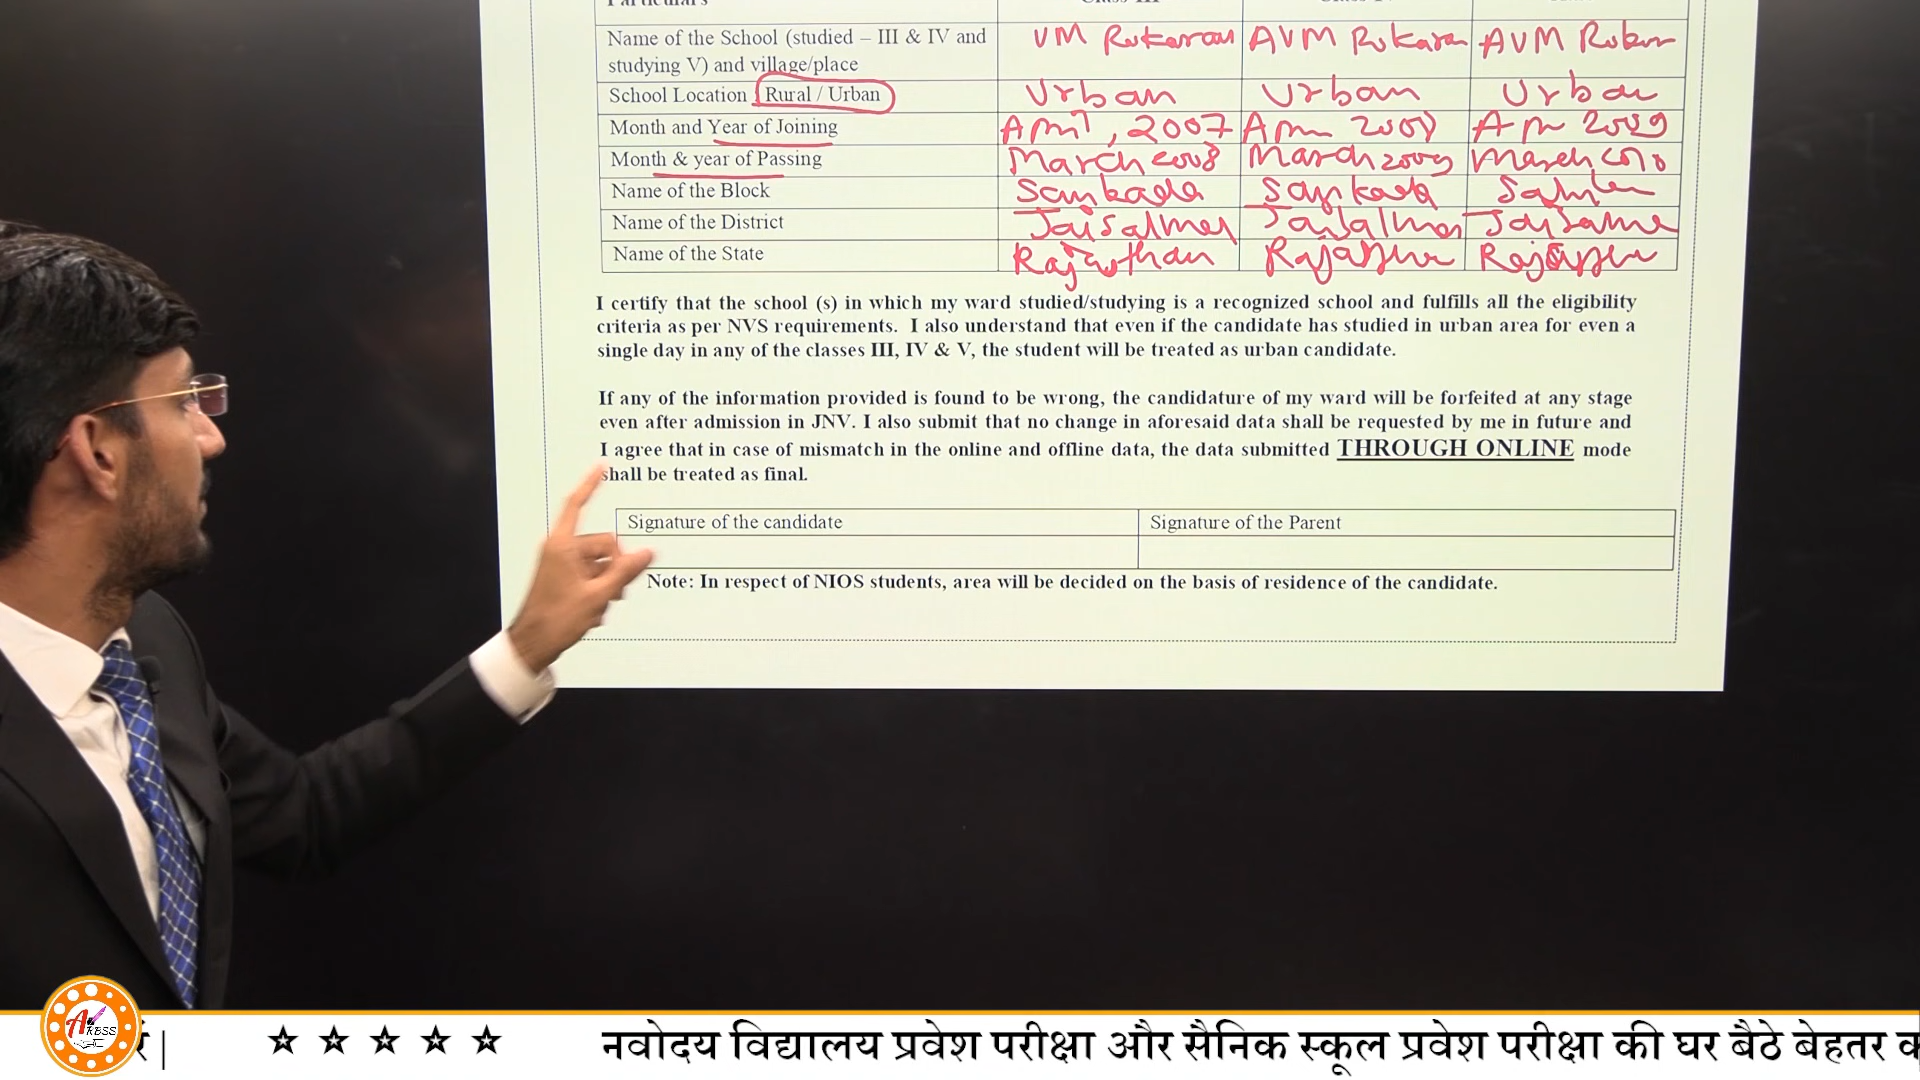 Particulars
Name of the School (studied – III & IV and VM Pokaran AVM Pokaran AVM
studying V) and village/place
School Location Rural / Urban Urban Urban Urban
Month and Year of Joining April, 2007 2008 2009
Month & year of Passing March 2008 March 2009 March 2010
Name of the Block Sankada Sankada
Name of the District Jaisalmer Jaisalmer
Name of the State Rajasthan
I certify that the school (s) in which my ward studied/studying is a recognized school and fulfills all the eligibility
criteria as per NVS requirements. I also understand that even if the candidate has studied in urban area for even a
single day in any of the classes III, IV & V, the student will be treated as urban candidate.
If any of the information provided is found to be wrong, the candidature of my ward will be forfeited at any stage
even after admission in JNV. I also submit that no change in aforesaid data shall be requested by me in future and
I agree that in case of mismatch in the online and offline data, the data submitted THROUGH ONLINE mode
shall be treated as final.
Signature of the candidate Signature of the Parent
Note: In respect of NIOS students, area will be decided on the basis of residence of the candidate.
नवोदय विद्यालय प्रवेश परीक्षा और सैनिक स्कूल प्रवेश परीक्षा की घर बैठे बेहतर